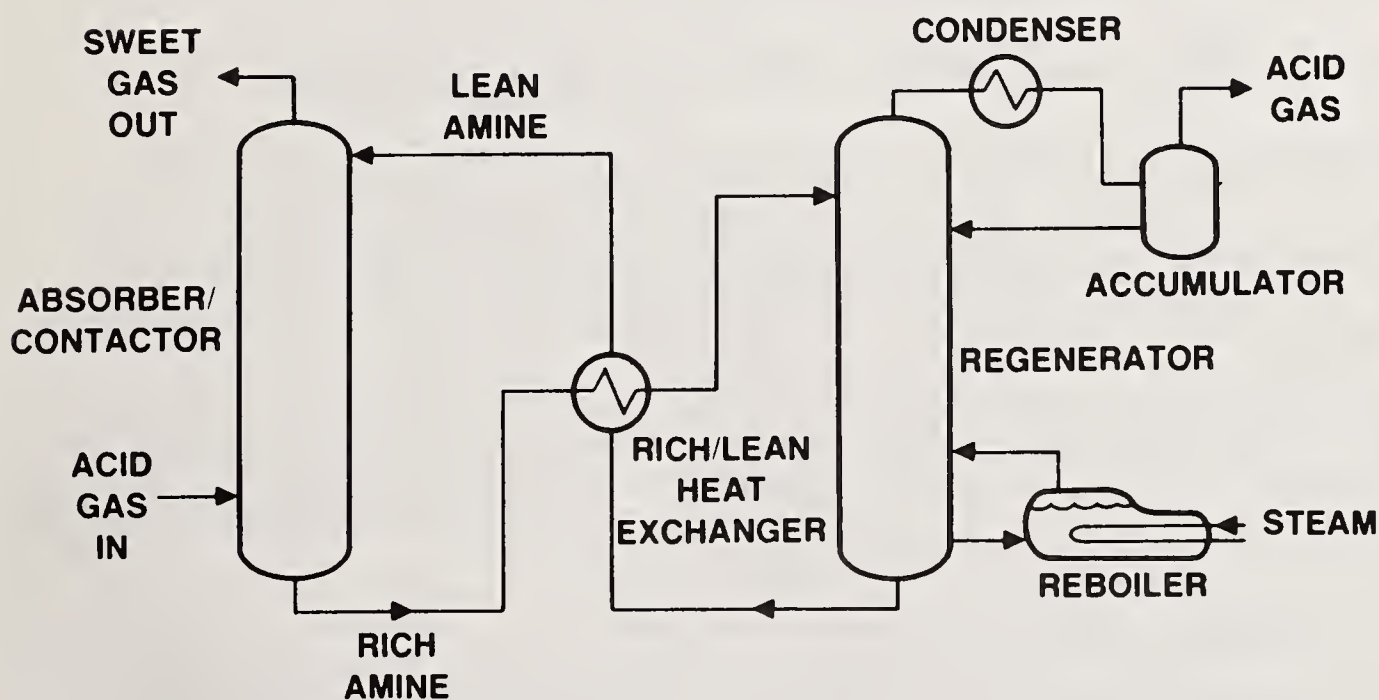 SWEET
GAS
OUT
LEAN
AMINE
CONDENSER
ACID
GAS
ACCUMULATOR
ABSORBER/
CONTACTOR
REGENERATOR
RICH/LEAN
HEAT
EXCHANGER
ACID
GAS
IN
STEAM
REBOILER
RICH
AMINE